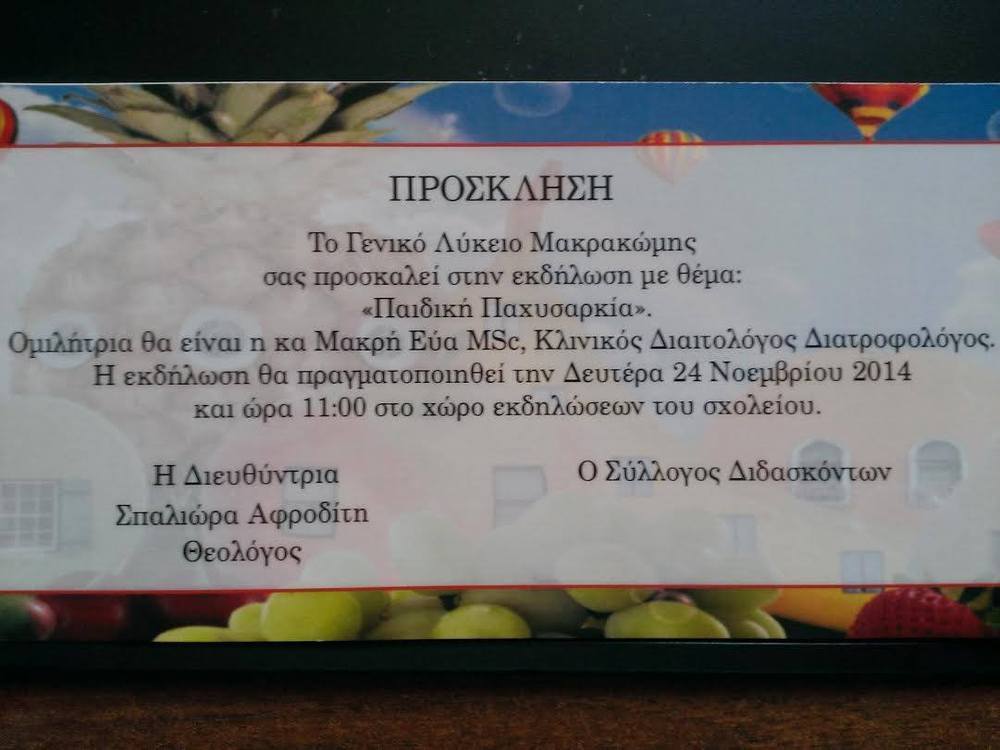 ΠΡΟΣΚΛΗΣΗ
Το Γενικό Λύκειο Μακρακώμης
σας προσκαλεί στην εκδήλωση με θέμα:
«Παιδική Παχυσαρκία».
Ομιλήτρια θα είναι η κα Μακρή Εύα MSc, Κλινικός Διαιτολόγος Διατροφολόγος.
Η εκδήλωση θα πραγματοποιηθεί την Δευτέρα 24 Νοεμβρίου 2014
και ώρα 11:00 στο χώρο εκδηλώσεων του σχολείου.
Η Διευθύντρια
Σπαλιώρα Αφροδίτη
Θεολόγος
Ο Σύλλογος Διδασκόντων